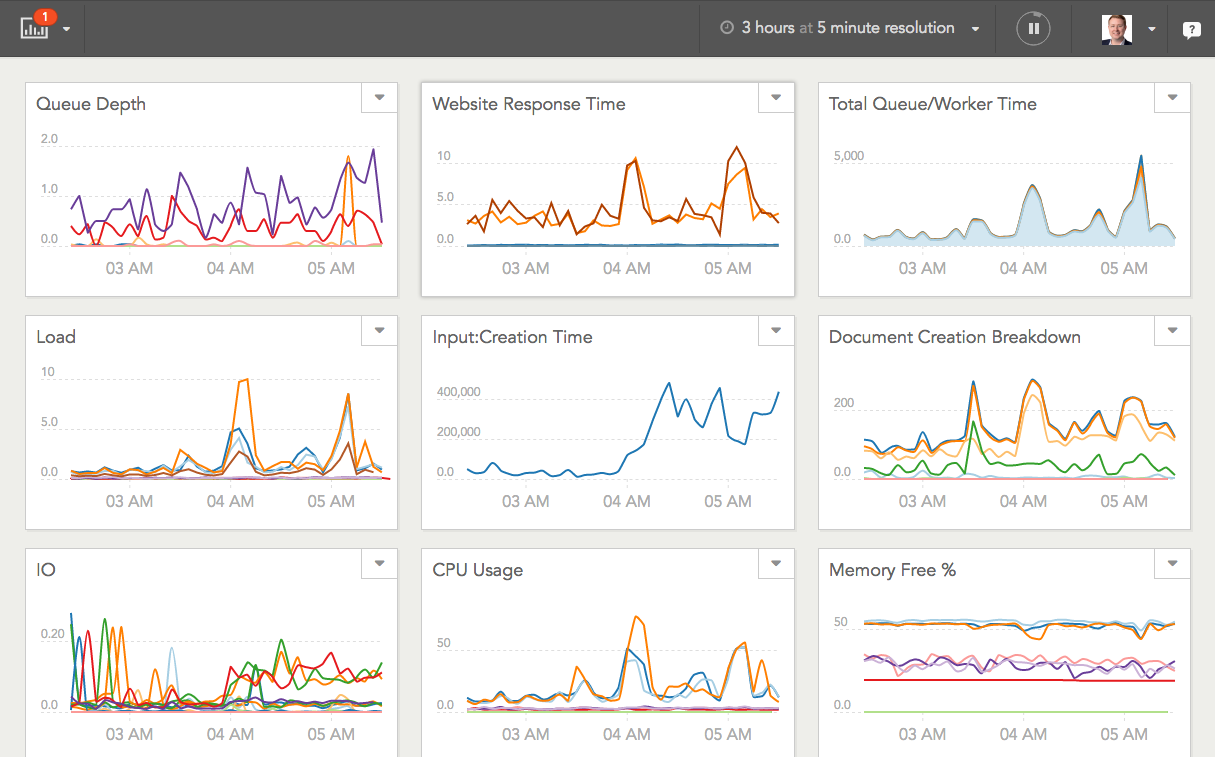 1
3 hours at 5 minute resolution
?
Queue Depth
2.0
1.0
0.0
03 AM 04 AM 05 AM
Website Response Time
10
5.0
0.0
03 AM 04 AM 05 AM
Total Queue/Worker Time
5,000
0.0
03 AM 04 AM 05 AM
Load
10
5.0
0.0
03 AM 04 AM 05 AM
Input:Creation Time
400,000
200,000
0.0
03 AM 04 AM 05 AM
Document Creation Breakdown
200
0.0
03 AM 04 AM 05 AM
IO
0.20
0.0
03 AM 04 AM 05 AM
CPU Usage
50
0.0
03 AM 04 AM 05 AM
Memory Free %
50
0.0
03 AM 04 AM 05 AM